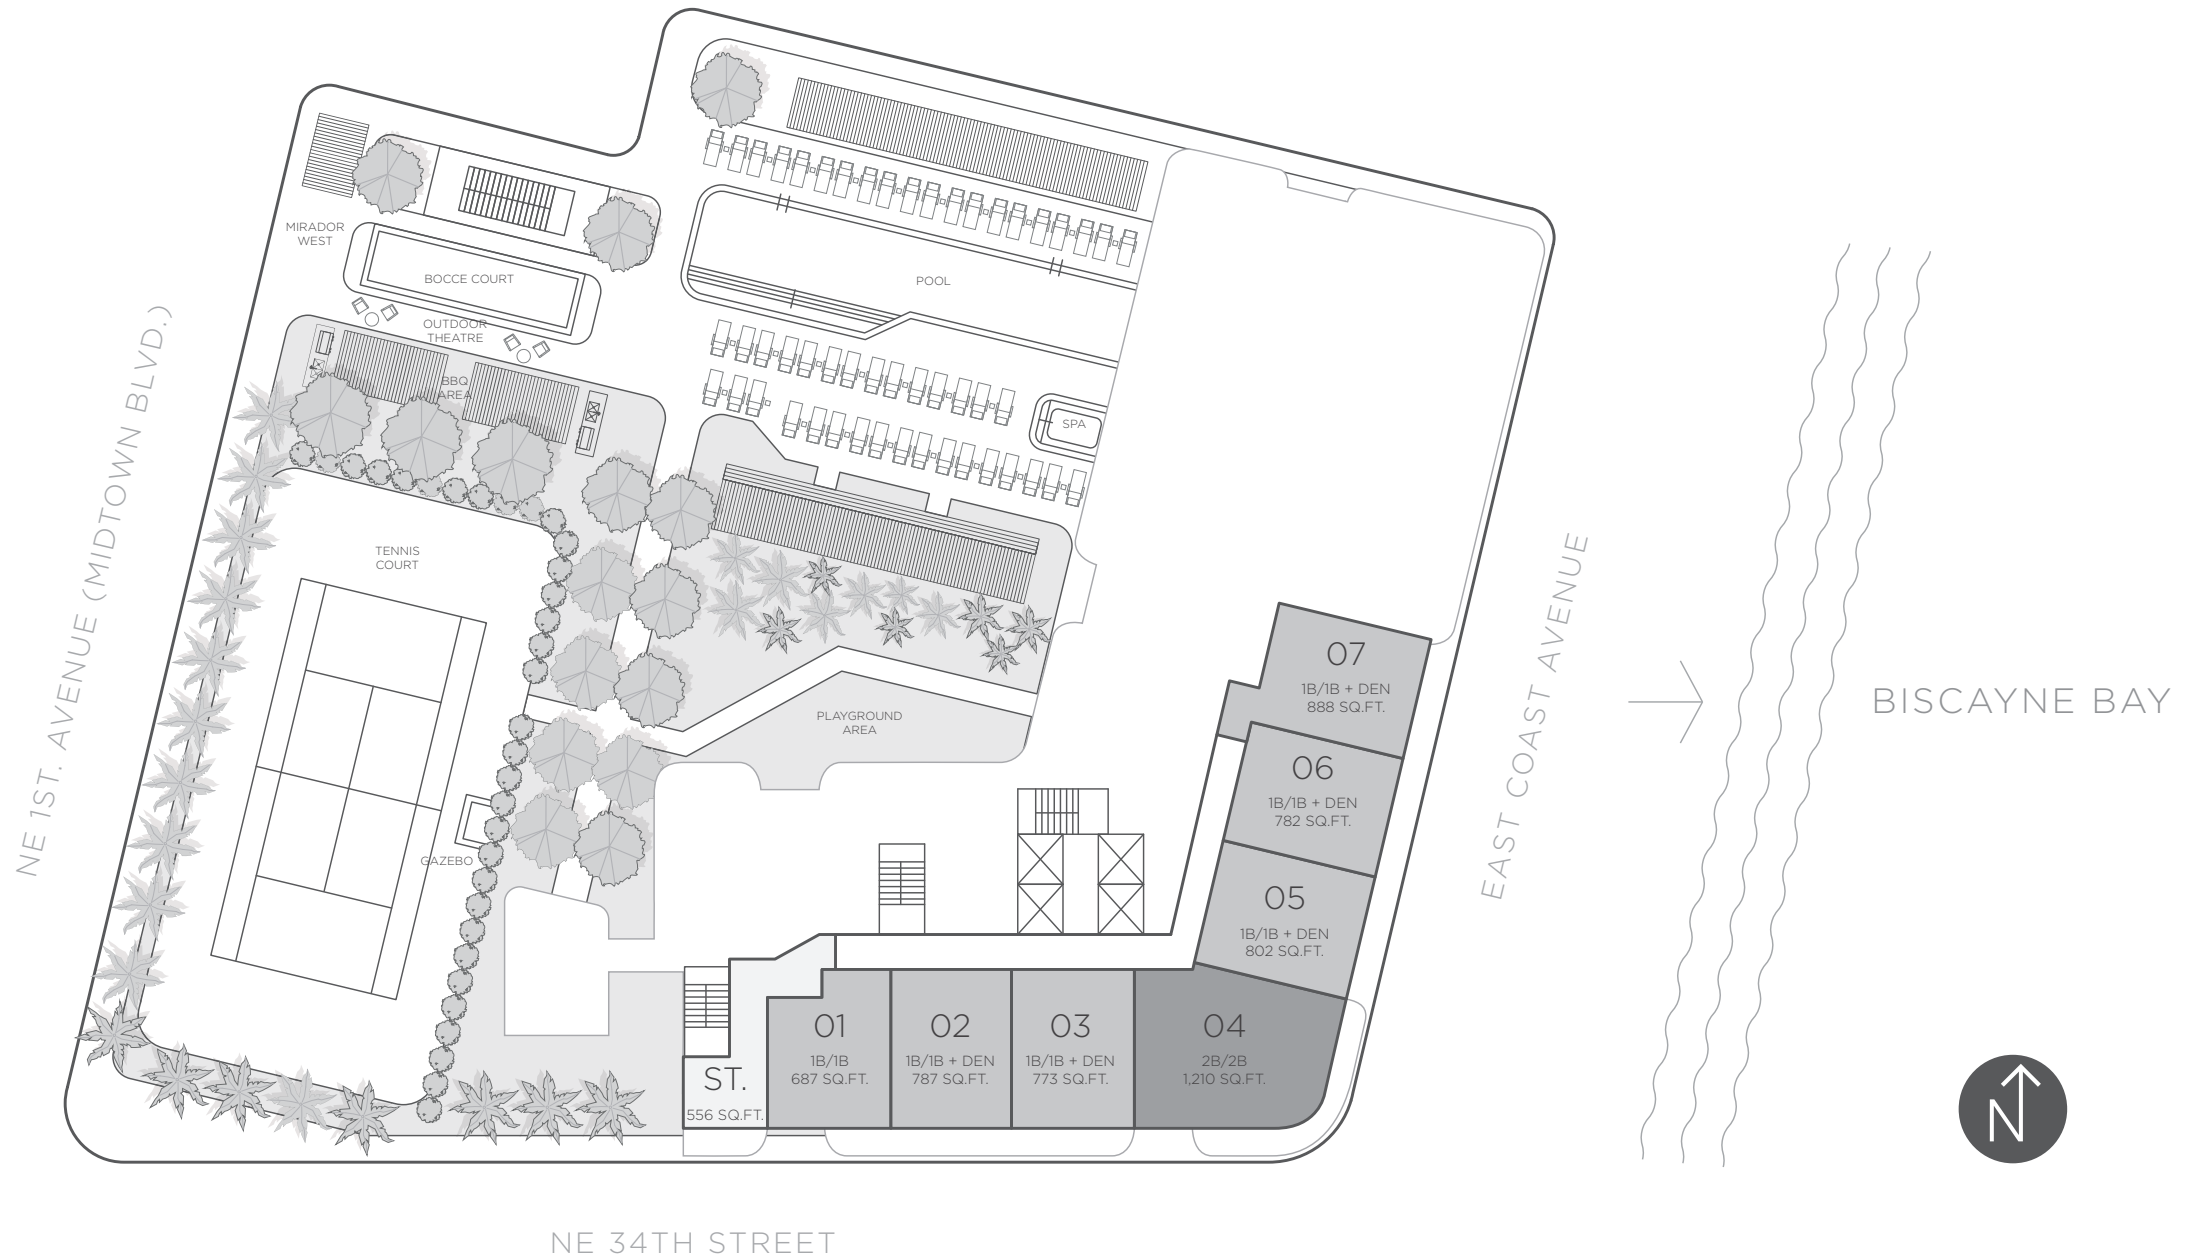 MIRADOR
WEST
BOCCE COURT
OUTDOOR
THEATRE
POOL
BBQ
AREA
SPA
TENNIS
COURT
PLAYGROUND
AREA
GAZEBO
NE 1ST. AVENUE (MIDTOWN BLVD.)
07
1B/1B + DEN
888 SQ.FT.
06
1B/1B + DEN
782 SQ.FT.
05
1B/1B + DEN
802 SQ.FT.
04
2B/2B
1,210 SQ.FT.
03
1B/1B + DEN
773 SQ.FT.
02
1B/1B + DEN
787 SQ.FT.
01
1B/1B
687 SQ.FT.
ST.
556 SQ.FT.
EAST COAST AVENUE
BISCAYNE BAY
N
NE 34TH STREET